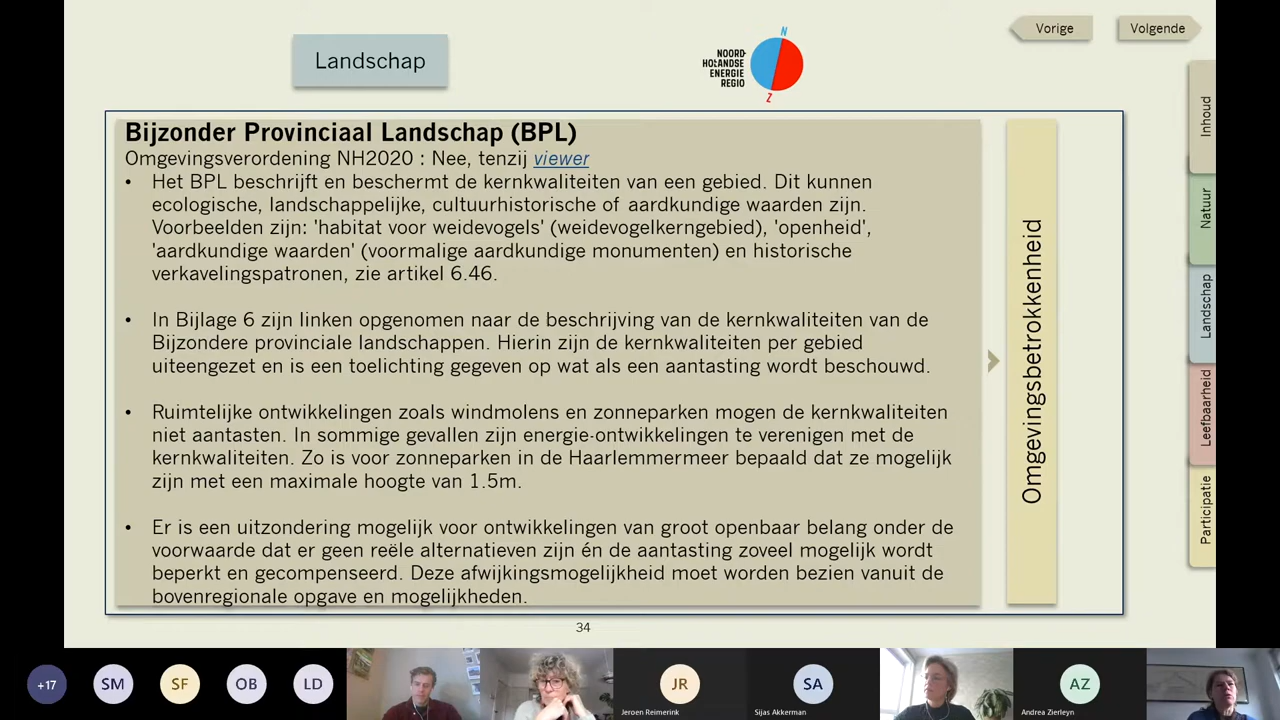 Vorige
Volgende
Landschap
N
NOORD-
HOLLANDSE
ENERGIE
REGIO
Z
Bijzonder Provinciaal Landschap (BPL)
Omgevingsverordening NH2020 : Nee, tenzij viewer
• Het BPL beschrijft en beschermt de kernkwaliteiten van een gebied. Dit kunnen
ecologische, landschappelijke, cultuurhistorische of aardkundige waarden zijn.
Voorbeelden zijn: 'habitat voor weidevogels' (weidevogelkerngebied), 'openheid',
'aardkundige waarden' (voormalige aardkundige monumenten) en historische
verkavelingspatronen, zie artikel 6.46.
• In Bijlage 6 zijn linken opgenomen naar de beschrijving van de kernkwaliteiten van de
Bijzondere provinciale landschappen. Hierin zijn de kernkwaliteiten per gebied
uiteengezet en is een toelichting gegeven op wat als een aantasting wordt beschouwd.
• Ruimtelijke ontwikkelingen zoals windmolens en zonneparken mogen de kernkwaliteiten
niet aantasten. In sommige gevallen zijn energie-ontwikkelingen te verenigen met de
kernkwaliteiten. Zo is voor zonneparken in de Haarlemmermeer bepaald dat ze mogelijk
zijn met een maximale hoogte van 1.5m.
• Er is een uitzondering mogelijk voor ontwikkelingen van groot openbaar belang onder de
voorwaarde dat er geen reële alternatieven zijn én de aantasting zoveel mogelijk wordt
beperkt en gecompenseerd. Deze afwijkingsmogelijkheid moet worden bezien vanuit de
bovenregionale opgave en mogelijkheden.
Omgevingsbetrokkenheid
Inhoud
Natuur
Landschap
Leefbaarheid
Participatie
34
+17
SM
SF
OB
LD
JR
Jeroen Reimerink
SA
Sijas Akkerman
AZ
Andrea Zierleyn